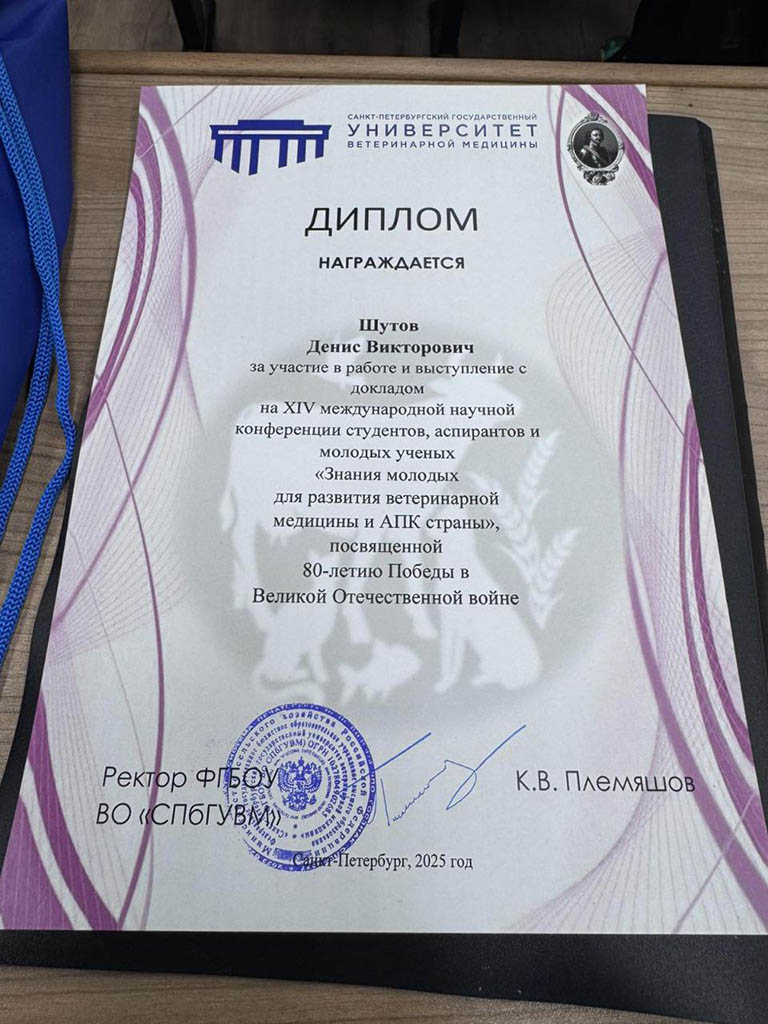 САНКТ-ПЕТЕРБУРГСКИЙ ГОСУДАРСТВЕННЫЙ
УНИВЕРСИТЕТ
ВЕТЕРИНАРНОЙ МЕДИЦИНЫ
ДИПЛОМ
НАГРАЖДАЕТСЯ
Шутов
Денис Викторович
за участие в работе и выступление с
докладом
на XIV международной научной
конференции студентов, аспирантов и
молодых ученых
«Знания молодых
для развития ветеринарной
медицины и АПК страны»,
посвященной
80-летию Победы в
Великой Отечественной войне
Ректор ФГБОУ
ВО «СПбГУВМ»
К.В. Племяшов
Санкт-Петербург, 2025 год